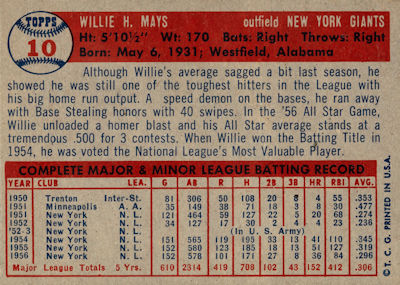 TOPPS
10
WILLIE H. MAYS outfield NEW YORK GIANTS
Ht: 5'10½" Wt: 170 Bats: Right Throws: Right
Born: May 6, 1931; Westfield, Alabama
Although Willie's average sagged a bit last season, he
showed he was still one of the toughest hitters in the League with
his big home run output. A speed demon on the bases, he ran away
with Base Stealing honors with 40 swipes. In the '56 All Star Game,
Willie unloaded a homer blast and his All Star average stands at a
tremendous .500 for 3 contests. When Willie won the Batting Title in
1954, he was voted the National League's Most Valuable Player.
COMPLETE MAJOR & MINOR LEAGUE BATTING RECORD
YEAR CLUB LEA. G AB R H 2B 3B HR RBI AVG.
1950 Trenton Inter-St. 81 306 50 108 20 8 4 55 .353
1951 Minneapolis A.A. 35 149 38 71 18 3 8 30 .477
1951 New York N.L. 121 464 59 127 22 5 20 68 .274
1952 New York N.L. 34 127 17 30 2 4 4 23 .236
'52-3 (In U.S. Army)
1954 New York N.L. 151 565 119 195 33 13 41 110 .345
1955 New York N.L. 152 580 123 185 18 13 51 127 .319
1956 New York N.L. 152 578 101 171 27 8 36 84 .296
Major League Totals 5 Yrs. 610 2314 419 708 102 43 152 412 .306
© T. C. G. PRINTED IN U.S.A.